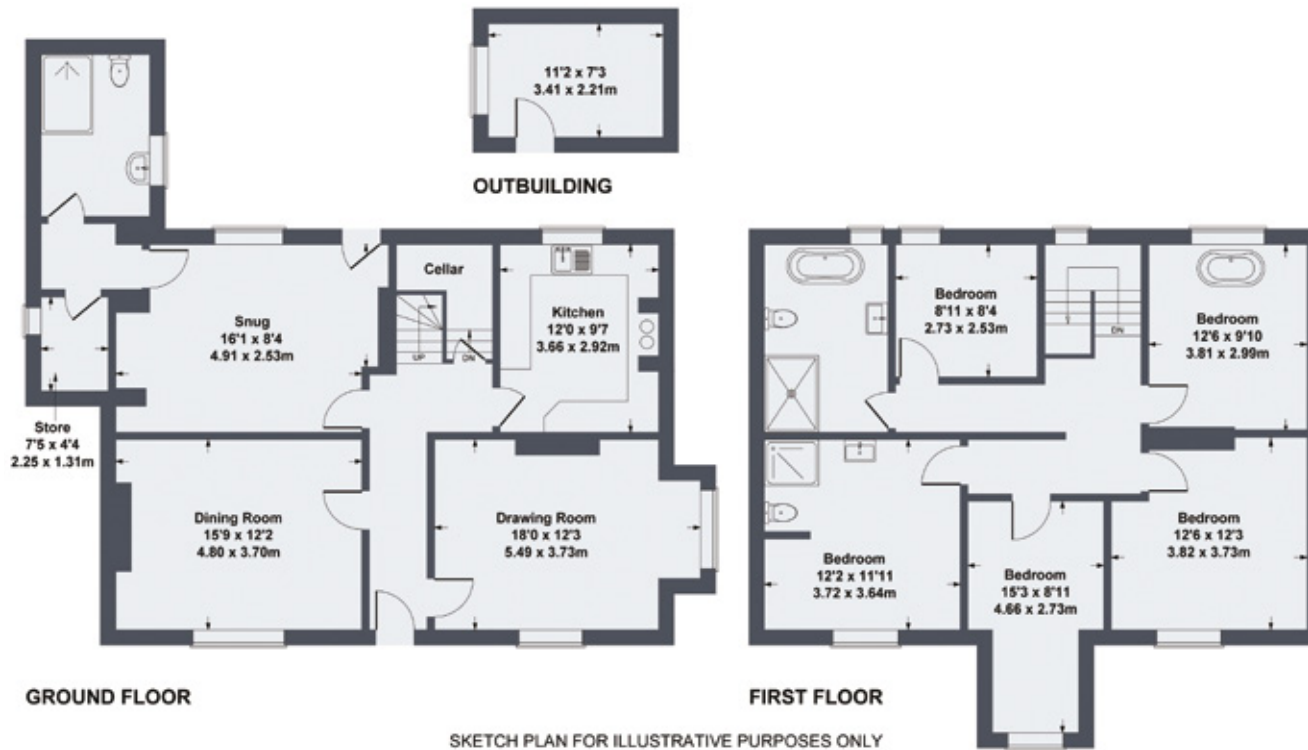 11'2 x 7'3
3.41 x 2.21m
OUTBUILDING
Cellar
UP
DN
Kitchen
12'0 x 9'7
3.66 x 2.92m
Snug
16'1 x 8'4
4.91 x 2.53m
Store
7'5 x 4'4
2.25 x 1.31m
Dining Room
15'9 x 12'2
4.80 x 3.70m
Drawing Room
18'0 x 12'3
5.49 x 3.73m
GROUND FLOOR
Bedroom
8'11 x 8'4
2.73 x 2.53m
DN
Bedroom
12'6 x 9'10
3.81 x 2.99m
Bedroom
12'2 x 11'11
3.72 x 3.64m
Bedroom
15'3 x 8'11
4.66 x 2.73m
Bedroom
12'6 x 12'3
3.82 x 3.73m
FIRST FLOOR
SKETCH PLAN FOR ILLUSTRATIVE PURPOSES ONLY